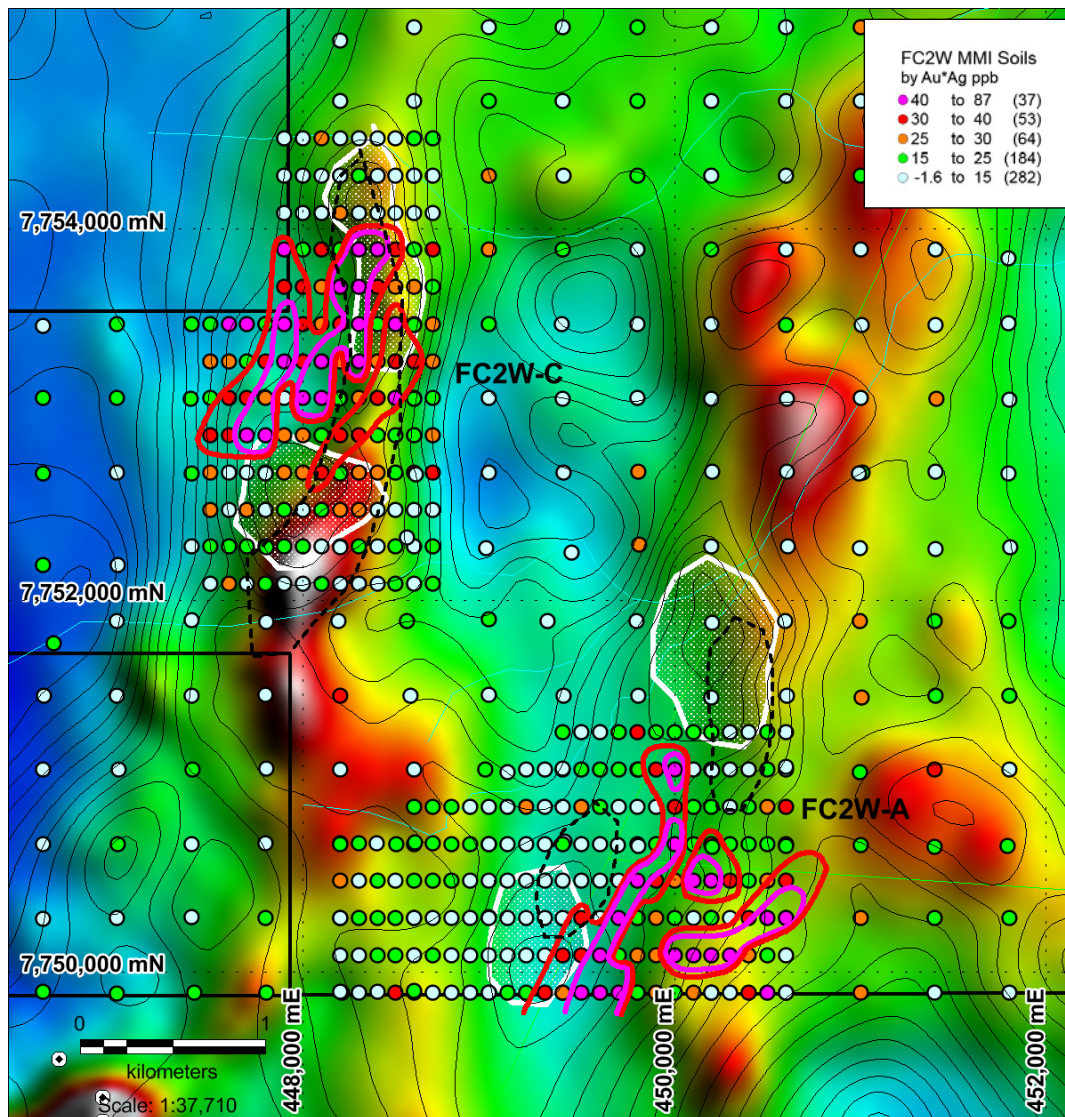 FC2W MMI Soils
by Au*Ag ppb
40 to 87 (37)
30 to 40 (53)
25 to 30 (64)
15 to 25 (184)
-1.6 to 15 (282)
7,754,000 mN
FC2W-C
7,752,000 mN
FC2W-A
7,750,000 mN
0 1
kilometers
Scale: 1:37,710
448,000 mE
450,000 mE
452,000 mE